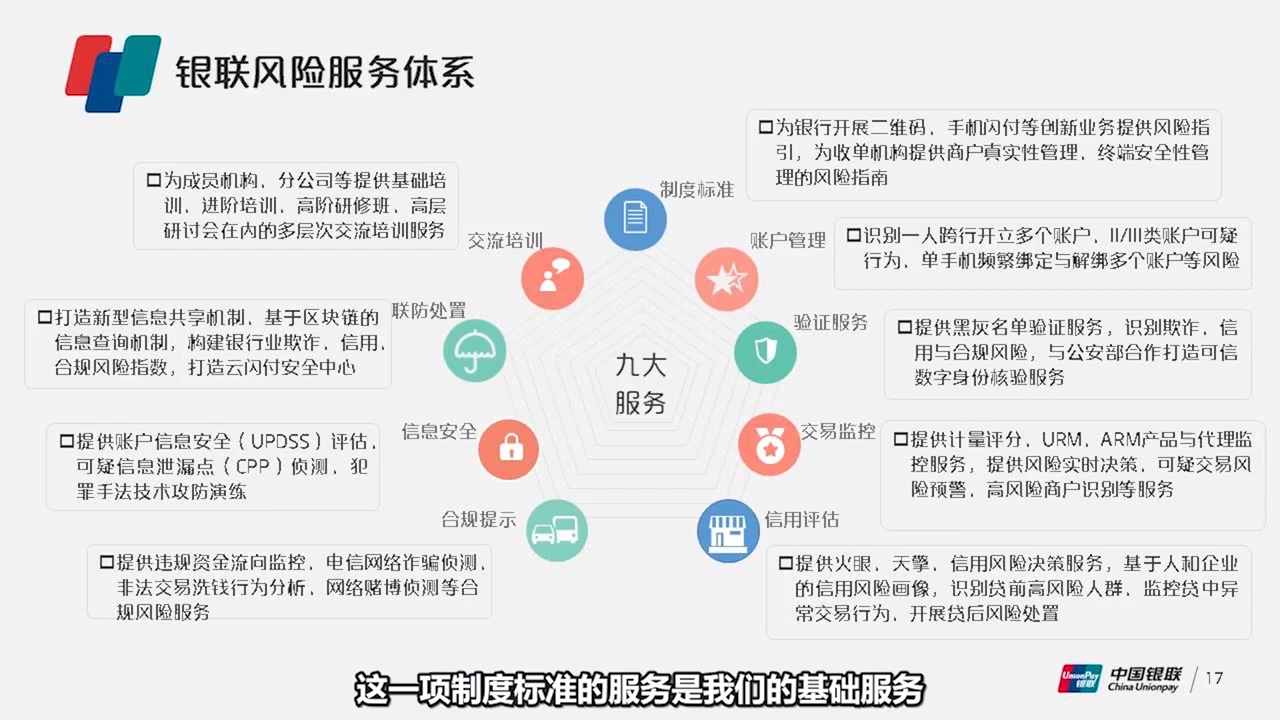 银联风险服务体系
口为银行开展二维码、手机闪付等创新业务提供风险指
引，为收单机构提供商户真实性管理、终端安全性管
理的风险指南
制度标准
口为成员机构、分公司等提供基础培
训、进阶培训、高阶研修班、高层
研讨会在内的多层次交流培训服务
交流培训
账户管理
口识别一人跨行开立多个账户、II/III类账户可疑
行为、单手机频繁绑定与解绑多个账户等风险
联防处置
口打造新型信息共享机制，基于区块链的
信息查询机制，构建银行业欺诈、信用、
合规风险指数，打造云闪付安全中心
验证服务
口提供黑灰名单验证服务，识别欺诈、信
用与合规风险，与公安部合作打造可信
数字身份核验服务
九大
服务
信息安全
口提供账户信息安全（UPDSS）评估、
可疑信息泄漏点（CPP）侦测、犯
罪手法技术攻防演练
交易监控
口提供计量评分、URM、ARM产品与代理监
控服务，提供风险实时决策、可疑交易风
险预警、高风险商户识别等服务
合规提示
口提供违规资金流向监控、电信网络诈骗侦测、
非法交易洗钱行为分析、网络赌博侦测等合
规风险服务
信用评估
口提供火眼、天擎、信用风险决策服务，基于人和企业
的信用风险画像，识别贷前高风险人群、监控贷中异
常交易行为、开展贷后风险处置
这一项制度标准的服务是我们的基础服务
UnionPay
银联
中国银联
China Unionpay
17